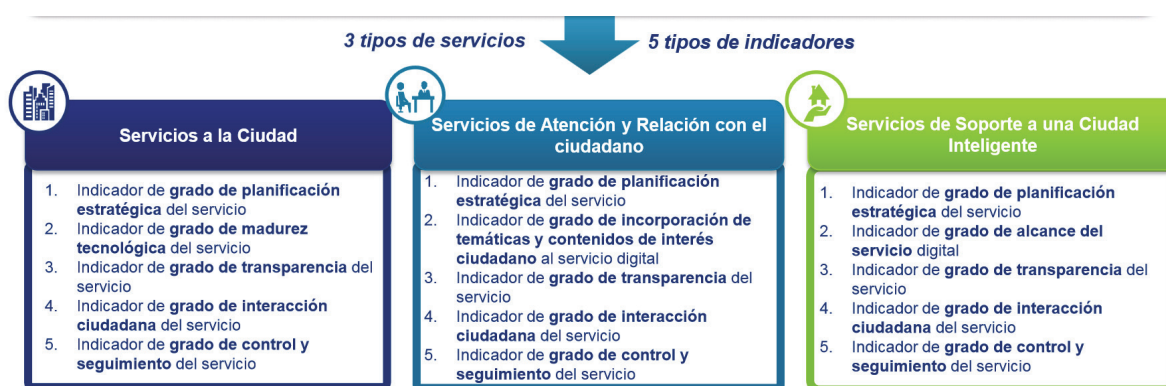 3 tipos de servicios
5 tipos de indicadores
Servicios a la Ciudad
1. Indicador de grado de planificación
estratégica del servicio
2. Indicador de grado de madurez
tecnológica del servicio
3. Indicador de grado de transparencia del
servicio
4. Indicador de grado de interacción
ciudadana del servicio
5. Indicador de grado de control y
seguimiento del servicio
Servicios de Atención y Relación con el
ciudadano
1. Indicador de grado de planificación
estratégica del servicio
2. Indicador de grado de incorporación de
temáticas y contenidos de interés
ciudadano al servicio digital
3. Indicador de grado de transparencia del
servicio
4. Indicador de grado de interacción
ciudadana del servicio
5. Indicador de grado de control y
seguimiento del servicio
Servicios de Soporte a una Ciudad
Inteligente
1. Indicador de grado de planificación
estratégica del servicio
2. Indicador de grado de alcance del
servicio digital
3. Indicador de grado de transparencia del
servicio
4. Indicador de grado de interacción
ciudadana del servicio
5. Indicador de grado de control y
seguimiento del servicio